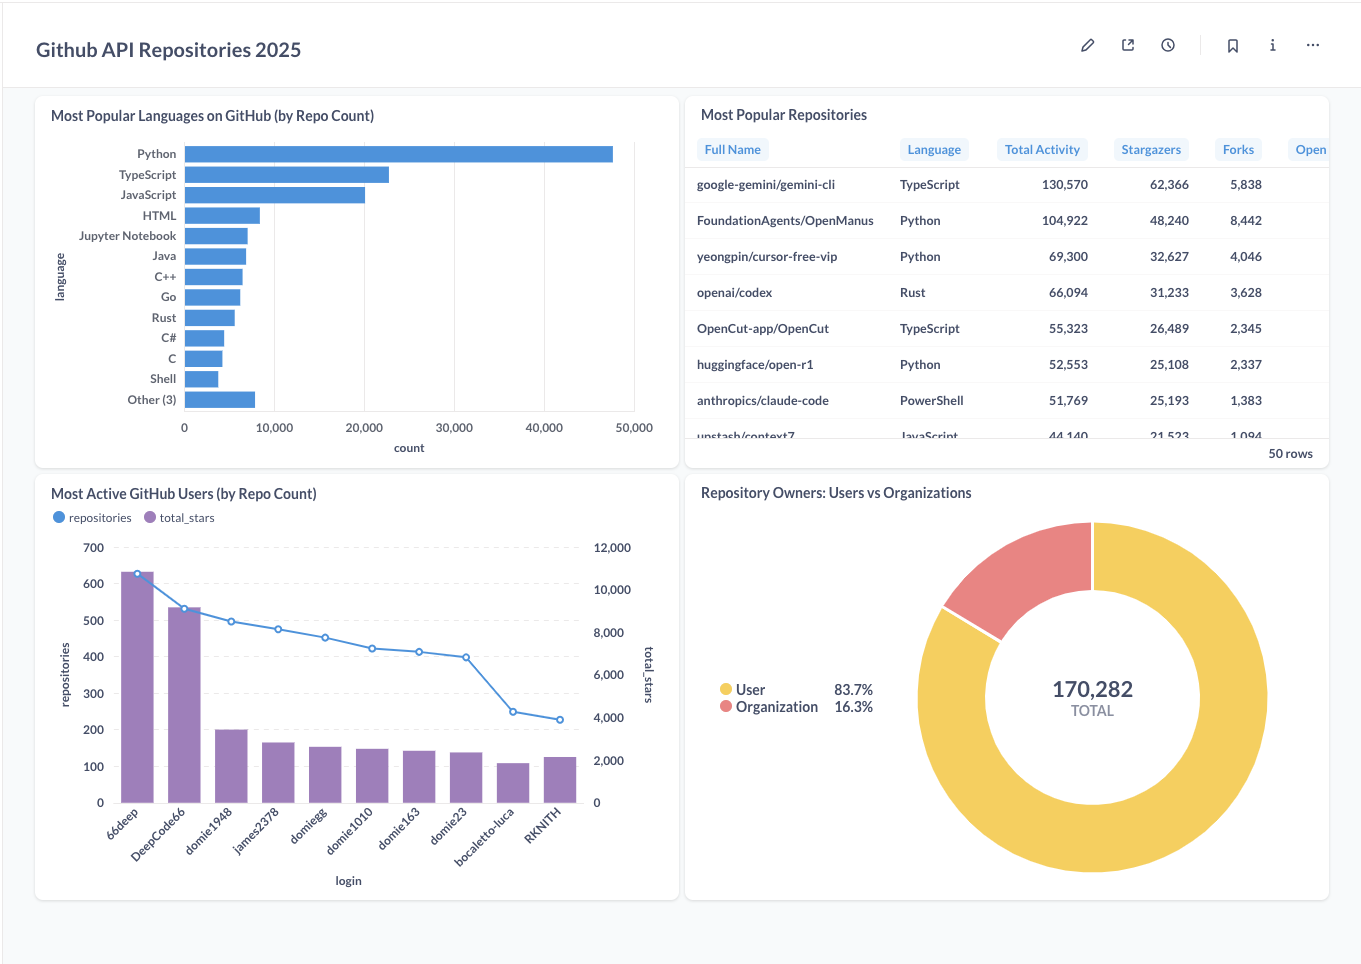 Github API Repositories 2025
Most Popular Languages on GitHub (by Repo Count)
language
Python
TypeScript
JavaScript
HTML
Jupyter Notebook
Java
C++
Go
Rust
C#
C
Shell
Other (3)
0 10,000 20,000 30,000 40,000 50,000
count
Most Popular Repositories
Full Name Language Total Activity Stargazers Forks Open
google-gemini/gemini-cli TypeScript 130,570 62,366 5,838
FoundationAgents/OpenManus Python 104,922 48,240 8,442
yeongpin/cursor-free-vip Python 69,300 32,627 4,046
openai/codex Rust 66,094 31,233 3,628
OpenCut-app/OpenCut TypeScript 55,323 26,489 2,345
huggingface/open-r1 Python 52,553 25,108 2,337
anthropics/claude-code PowerShell 51,769 25,193 1,383
upstash/context7 JavaScript 44,140 21,523 1,094
50 rows
Most Active GitHub Users (by Repo Count)
repositories total_stars
repositories
700
600
500
400
300
200
100
0
12,000
10,000
8,000
6,000
4,000
2,000
0
total_stars
66deep DeepCode66 domie1948 james2378 domiegg domie1010 domie163 domie23 bocaletto-luca RKNITH
login
Repository Owners: Users vs Organizations
User 83.7%
Organization 16.3%
170,282
TOTAL